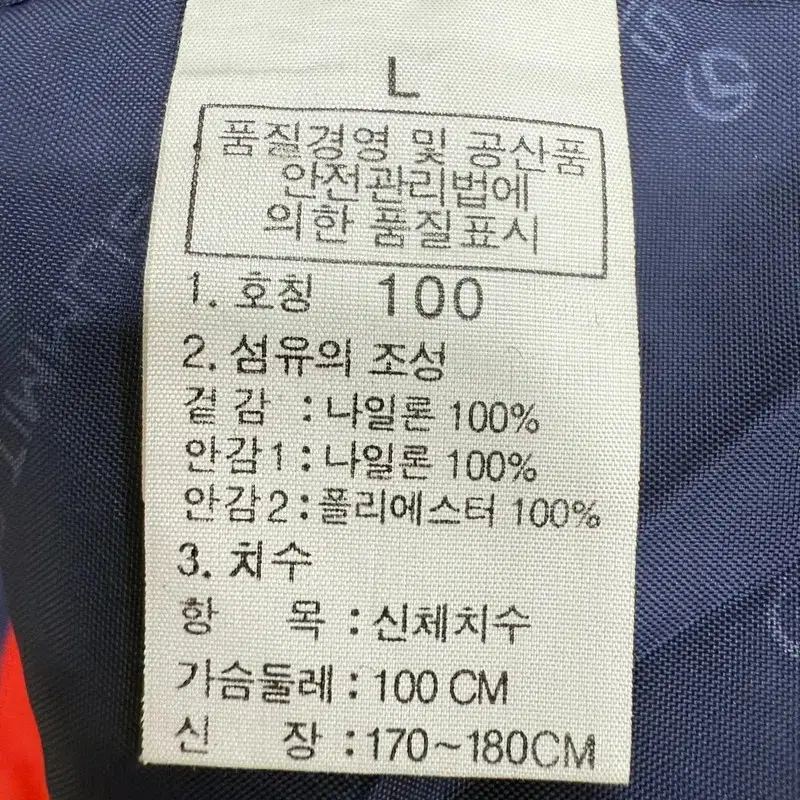 L
품질경영 및 공산품
안전관리법에
의한 품질표시
1. 호칭 100
2. 섬유의 조성
겉 감 : 나일론 100%
안감1 : 나일론 100%
안감2 : 폴리에스터 100%
3. 치수
항 목 : 신체치수
가슴둘레 : 100 CM
신 장 : 170~180CM